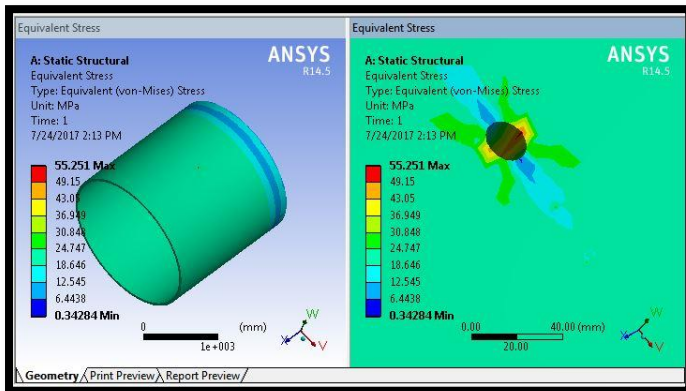 Equivalent Stress
A: Static Structural
Equivalent Stress
Type: Equivalent (von-Mises) Stress
Unit: MPa
Time: 1
7/24/2017 2:13 PM
ANSYS
R14.5
55.251 Max
49.15
43.05
36.949
30.848
24.747
18.646
12.545
6.4438
0.34284 Min
0
(mm)
1e+003
W
X
V
Equivalent Stress
A: Static Structural
Equivalent Stress
Type: Equivalent (von-Mises) Stress
Unit: MPa
Time: 1
7/24/2017 2:13 PM
ANSYS
R14.5
55.251 Max
49.15
43.05
36.949
30.848
24.747
18.646
12.545
6.4438
0.34284 Min
0.00
40.00 (mm)
20.00
W
X
V
Geometry Print Preview Report Preview